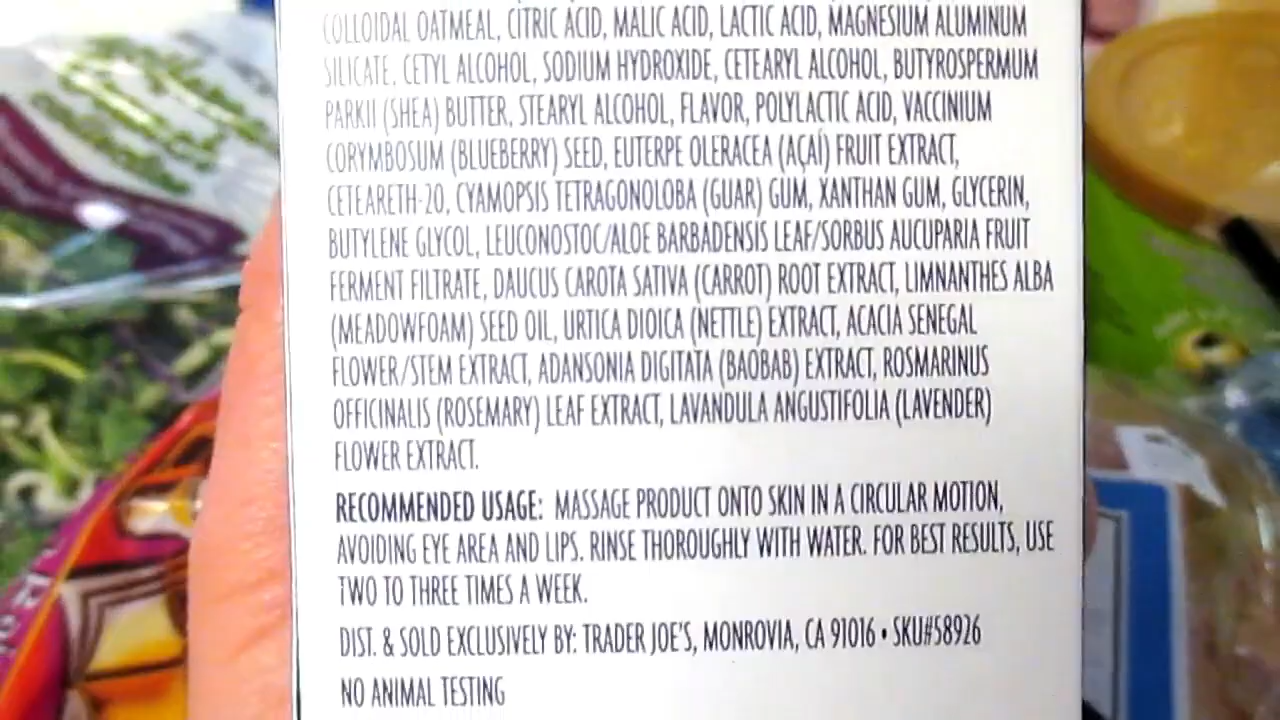 COLLOIDAL OATMEAL, CITRIC ACID, MALIC ACID, LACTIC ACID, MAGNESIUM ALUMINUM
SILICATE, CETYL ALCOHOL, SODIUM HYDROXIDE, CETEARYL ALCOHOL, BUTYROSPERMUM
PARKII (SHEA) BUTTER, STEARYL ALCOHOL, FLAVOR, POLYLACTIC ACID, VACCINIUM
CORYMBOSUM (BLUEBERRY) SEED, EUTERPE OLERACEA (AÇAÍ) FRUIT EXTRACT,
CETEARETH-20, CYAMOPSIS TETRAGONOLOBA (GUAR) GUM, XANTHAN GUM, GLYCERIN,
BUTYLENE GLYCOL, LEUCONOSTOC/ALOE BARBADENSIS LEAF/SORBUS AUCUPARIA FRUIT
FERMENT FILTRATE, DAUCUS CAROTA SATIVA (CARROT) ROOT EXTRACT, LIMNANTHES ALBA
(MEADOWFOAM) SEED OIL, URTICA DIOICA (NETTLE) EXTRACT, ACACIA SENEGAL
FLOWER/STEM EXTRACT, ADANSONIA DIGITATA (BAOBAB) EXTRACT, ROSMARINUS
OFFICINALIS (ROSEMARY) LEAF EXTRACT, LAVANDULA ANGUSTIFOLIA (LAVENDER)
FLOWER EXTRACT.
RECOMMENDED USAGE: MASSAGE PRODUCT ONTO SKIN IN A CIRCULAR MOTION,
AVOIDING EYE AREA AND LIPS. RINSE THOROUGHLY WITH WATER. FOR BEST RESULTS, USE
TWO TO THREE TIMES A WEEK.
DIST. & SOLD EXCLUSIVELY BY: TRADER JOE'S, MONROVIA, CA 91016 • SKU#58926
NO ANIMAL TESTING